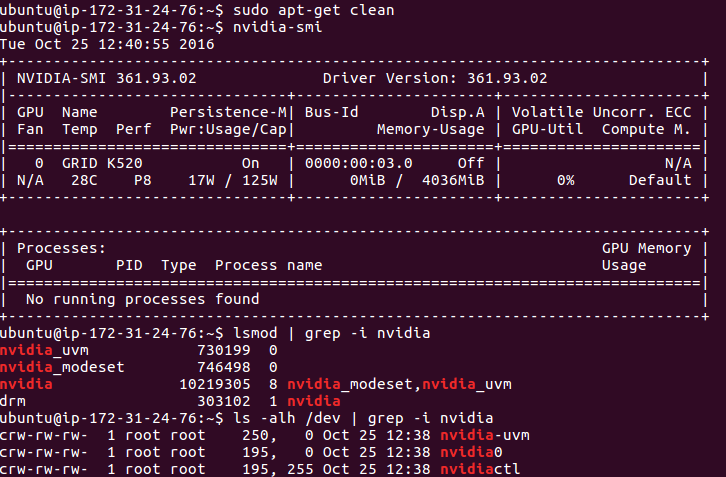 ubuntu@ip-172-31-24-76:~$ sudo apt-get clean
ubuntu@ip-172-31-24-76:~$ nvidia-smi
Tue Oct 25 12:40:55 2016
+-----------------------------------------------------------------------------+
| NVIDIA-SMI 361.93.02              Driver Version: 361.93.02                 |
|-------------------------------+----------------------+----------------------+
| GPU  Name        Persistence-M| Bus-Id        Disp.A | Volatile Uncorr. ECC |
| Fan  Temp  Perf  Pwr:Usage/Cap|         Memory-Usage | GPU-Util  Compute M. |
|===============================+======================+======================|
|   0  GRID K520           On   | 0000:00:03.0     Off |                  N/A |
| N/A   28C    P8    17W / 125W |      0MiB /  4036MiB |      0%      Default |
+-------------------------------+----------------------+----------------------+

+-----------------------------------------------------------------------------+
| Processes:                                                       GPU Memory |
|  GPU       PID  Type  Process name                               Usage      |
|=============================================================================|
|  No running processes found                                                 |
+-----------------------------------------------------------------------------+
ubuntu@ip-172-31-24-76:~$ lsmod | grep -i nvidia
nvidia_uvm            730199  0
nvidia_modeset        746498  0
nvidia              10219305  8 nvidia_modeset,nvidia_uvm
drm                   303102  1 nvidia
ubuntu@ip-172-31-24-76:~$ ls -alh /dev | grep -i nvidia
crw-rw-rw-  1 root root    250,   0 Oct 25 12:38 nvidia-uvm
crw-rw-rw-  1 root root    195,   0 Oct 25 12:38 nvidia0
crw-rw-rw-  1 root root    195, 255 Oct 25 12:38 nvidiactl